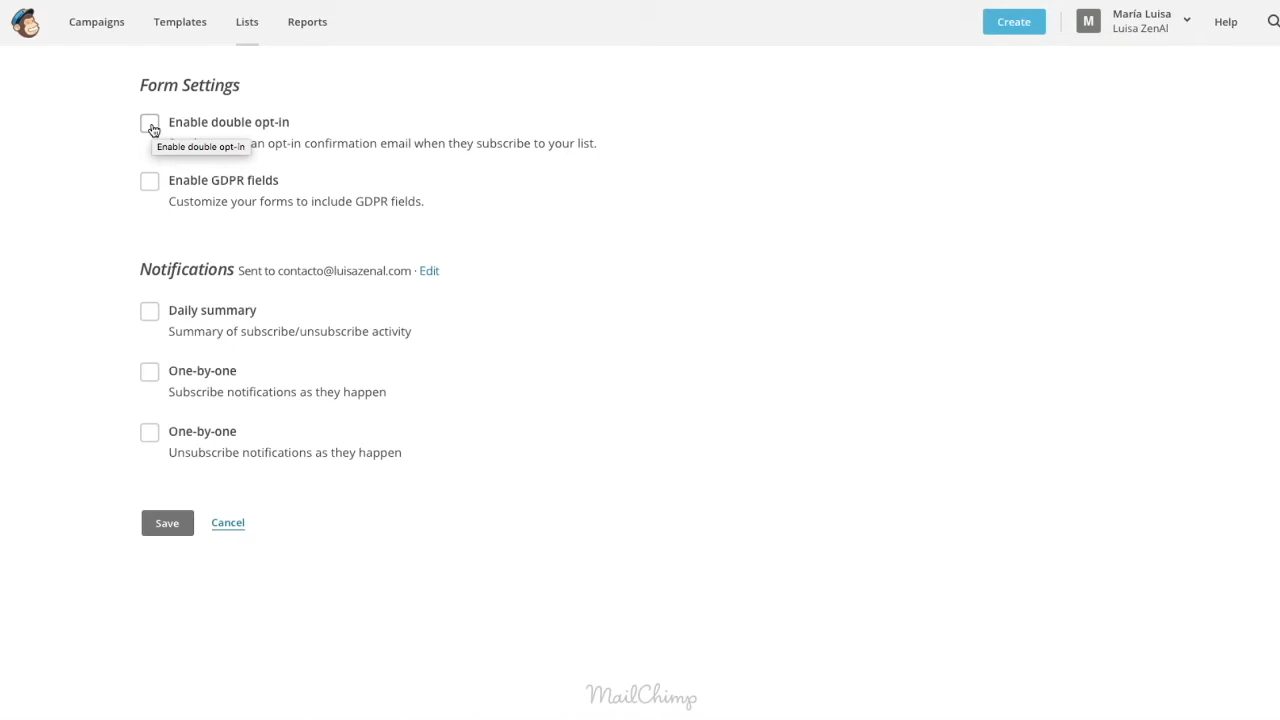 Campaigns
Templates
Lists
Reports
Create
M
María Luisa
Luisa ZenAl
Help
Form Settings
Enable double opt-in
an opt-in confirmation email when they subscribe to your list.
Enable double opt-in
Enable GDPR fields
Customize your forms to include GDPR fields.
Notifications Sent to contacto@luisazenal.com · Edit
Daily summary
Summary of subscribe/unsubscribe activity
One-by-one
Subscribe notifications as they happen
One-by-one
Unsubscribe notifications as they happen
Save
Cancel
MailChimp